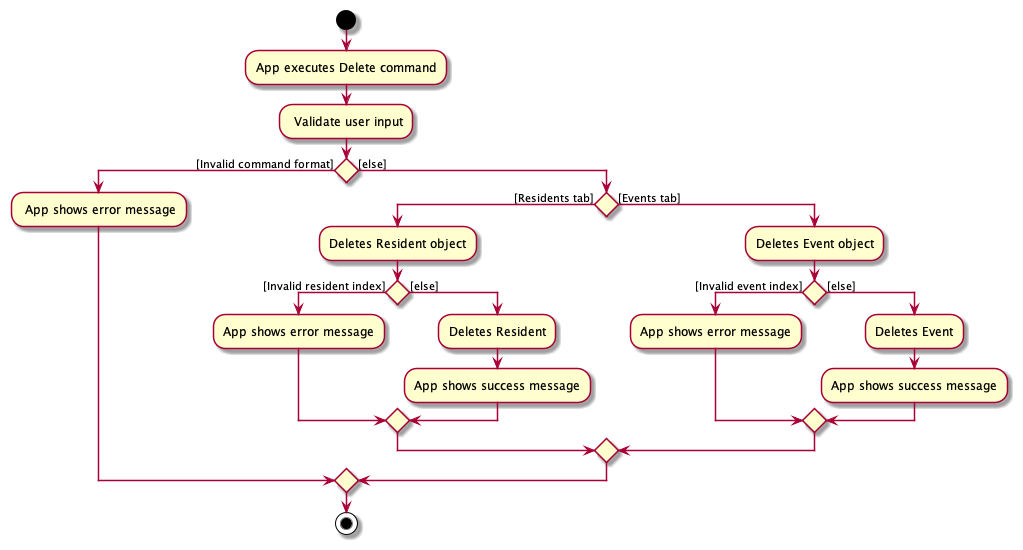 App executes Delete command
Validate user input
[Invalid command format]
[else]
App shows error message
[Residents tab]
[Events tab]
Deletes Resident object
Deletes Event object
[Invalid resident index]
[else]
[Invalid event index]
[else]
App shows error message
Deletes Resident
App shows error message
Deletes Event
App shows success message
App shows success message